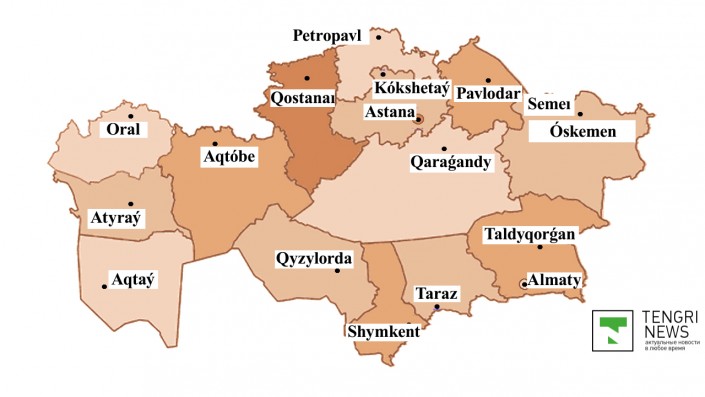 Petropavl
Kókshetaý
Qostanaı
Pavlodar
Semeı
Astana
Oral
Óskemen
Aqtóbe
Qaraǵandy
Atyraý
Taldyqorǵan
Qyzylorda
Aqtaý
Almaty
Taraz
Shymkent
TENGRI
NEWS
актуальные новости
в любое время